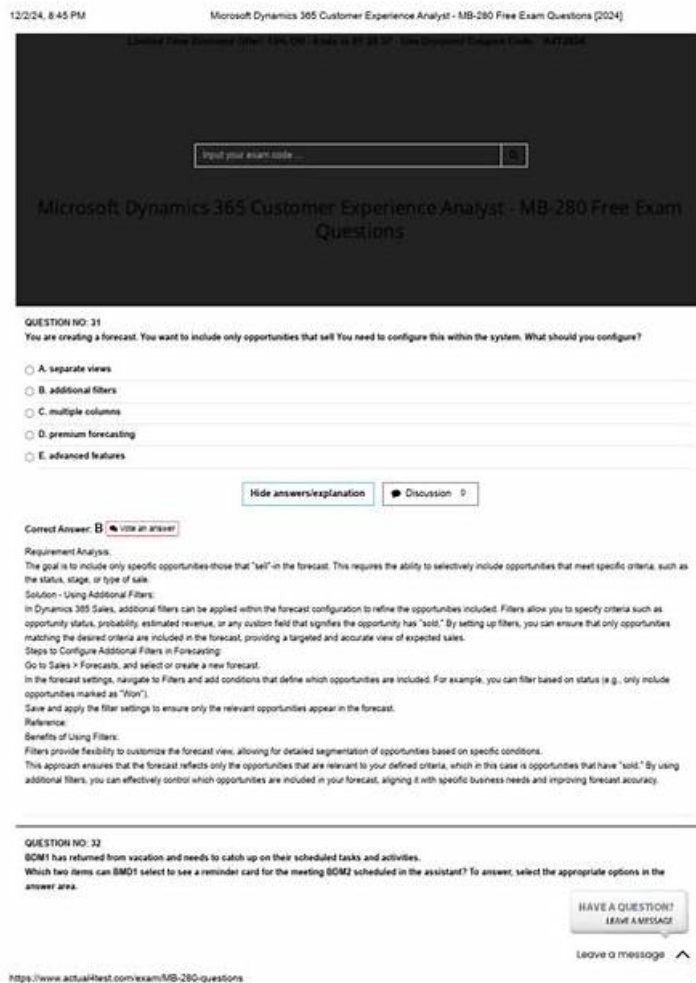 12/2/24, 8:45 PM
Microsoft Dynamics 365 Customer Experience Analyst - MB-280 Free Exam Questions [2024]
Input your exam code ...
Microsoft Dynamics 365 Customer Experience Analyst - MB-280 Free Exam
Questions
QUESTION NO: 31
You are creating a forecast. You want to include only opportunities that sell You need to configure this within the system. What should you configure?
A. separate views
B. additional filters
C. multiple columns
D. premium forecasting
E. advanced features
Hide answers/explanation
Discussion 0
Correct Answer: B
Vote an answer
Requirement Analysis:
The goal is to include only specific opportunities-those that "sell"-in the forecast. This requires the ability to selectively include opportunities that meet specific criteria, such as
the status, stage, or type of sale.
Solution - Using Additional Filters:
In Dynamics 365 Sales, additional filters can be applied within the forecast configuration to refine the opportunities included. Filters allow you to specify criteria such as
opportunity status, probability, estimated revenue, or any custom field that signifies the opportunity has "sold." By setting up filters, you can ensure that only opportunities
matching the desired criteria are included in the forecast, providing a targeted and accurate view of expected sales.
Steps to Configure Additional Filters in Forecasting:
Go to Sales > Forecasts, and select or create a new forecast.
In the forecast settings, navigate to Filters and add conditions that define which opportunities are included. For example, you can filter based on status (e.g., only include
opportunities marked as "Won").
Save and apply the filter settings to ensure only the relevant opportunities appear in the forecast.
Reference:
Benefits of Using Filters:
Filters provide flexibility to customize the forecast view, allowing for detailed segmentation of opportunities based on specific conditions.
This approach ensures that the forecast reflects only the opportunities that are relevant to your defined criteria, which in this case is opportunities that have "sold." By using
additional filters, you can effectively control which opportunities are included in your forecast, aligning it with specific business needs and improving forecast accuracy.
QUESTION NO: 32
BDM1 has returned from vacation and needs to catch up on their scheduled tasks and activities.
Which two items can BMD1 select to see a reminder card for the meeting BDM2 scheduled in the assistant? To answer, select the appropriate options in the
answer area.
HAVE A QUESTION?
LEAVE A MESSAGE
Leave a message
https://www.actual4test.com/exam/MB-280-questions